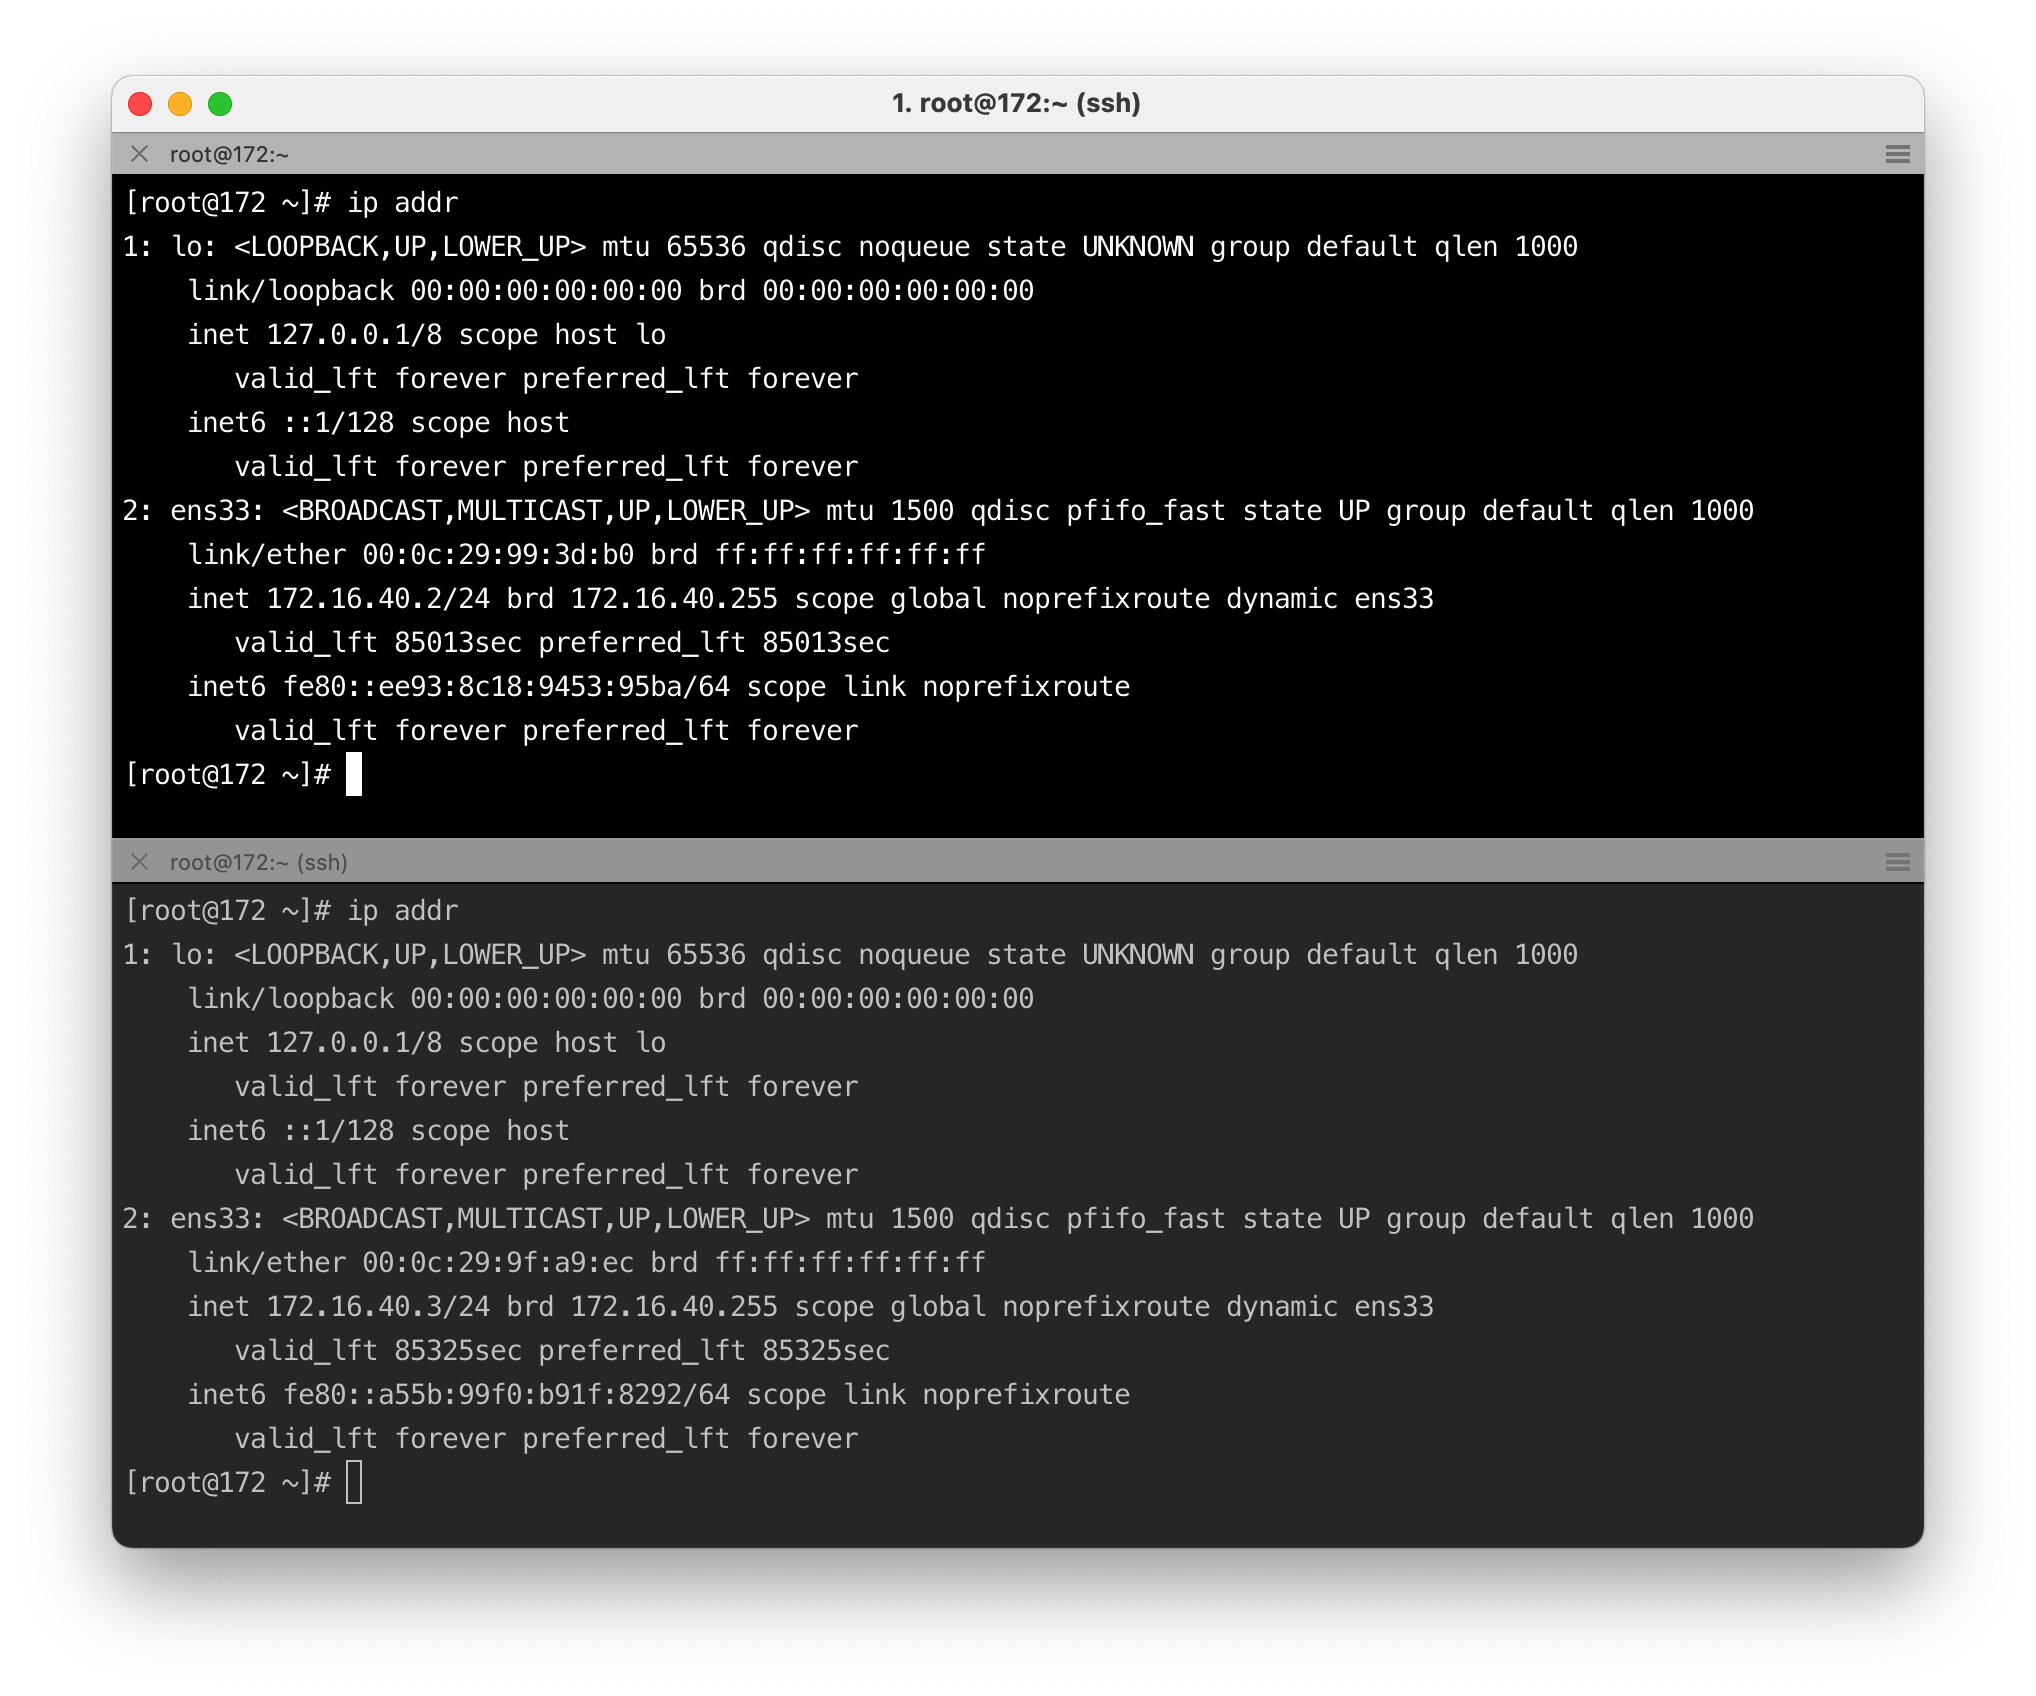 1. root@172:~ (ssh)
root@172:~
[root@172 ~]# ip addr
1: lo: <LOOPBACK,UP,LOWER_UP> mtu 65536 qdisc noqueue state UNKNOWN group default qlen 1000
    link/loopback 00:00:00:00:00:00 brd 00:00:00:00:00:00
    inet 127.0.0.1/8 scope host lo
       valid_lft forever preferred_lft forever
    inet6 ::1/128 scope host
       valid_lft forever preferred_lft forever
2: ens33: <BROADCAST,MULTICAST,UP,LOWER_UP> mtu 1500 qdisc pfifo_fast state UP group default qlen 1000
    link/ether 00:0c:29:99:3d:b0 brd ff:ff:ff:ff:ff:ff
    inet 172.16.40.2/24 brd 172.16.40.255 scope global noprefixroute dynamic ens33
       valid_lft 85013sec preferred_lft 85013sec
    inet6 fe80::ee93:8c18:9453:95ba/64 scope link noprefixroute
       valid_lft forever preferred_lft forever
[root@172 ~]#
root@172:~ (ssh)
[root@172 ~]# ip addr
1: lo: <LOOPBACK,UP,LOWER_UP> mtu 65536 qdisc noqueue state UNKNOWN group default qlen 1000
    link/loopback 00:00:00:00:00:00 brd 00:00:00:00:00:00
    inet 127.0.0.1/8 scope host lo
       valid_lft forever preferred_lft forever
    inet6 ::1/128 scope host
       valid_lft forever preferred_lft forever
2: ens33: <BROADCAST,MULTICAST,UP,LOWER_UP> mtu 1500 qdisc pfifo_fast state UP group default qlen 1000
    link/ether 00:0c:29:9f:a9:ec brd ff:ff:ff:ff:ff:ff
    inet 172.16.40.3/24 brd 172.16.40.255 scope global noprefixroute dynamic ens33
       valid_lft 85325sec preferred_lft 85325sec
    inet6 fe80::a55b:99f0:b91f:8292/64 scope link noprefixroute
       valid_lft forever preferred_lft forever
[root@172 ~]#